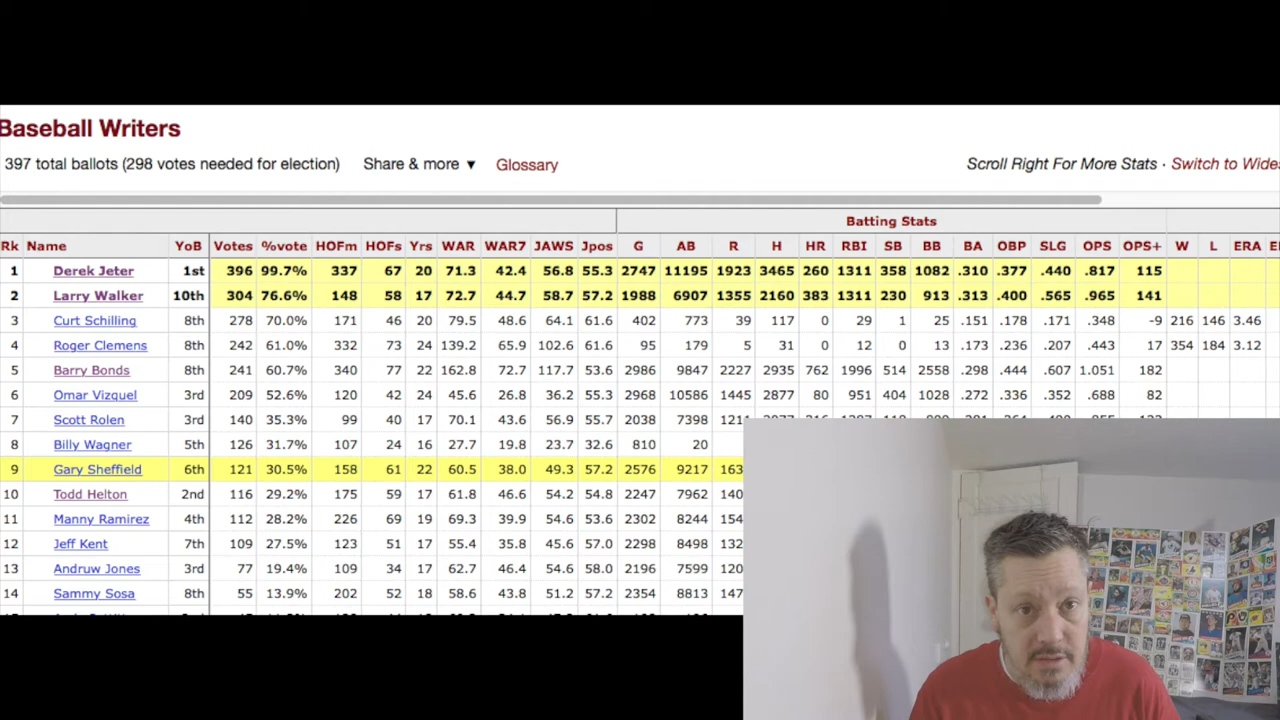 Baseball Writers
397 total ballots (298 votes needed for election) Share & more ▼ Glossary Scroll Right For More Stats · Switch to Wides
Batting Stats
Rk Name YoB Votes %vote HOFm HOFs Yrs WAR WAR7 JAWS Jpos G AB R H HR RBI SB BB BA OBP SLG OPS OPS+ W L ERA
1 Derek Jeter 1st 396 99.7% 337 67 20 71.3 42.4 56.8 55.3 2747 11195 1923 3465 260 1311 358 1082 .310 .377 .440 .817 115
2 Larry Walker 10th 304 76.6% 148 58 17 72.7 44.7 58.7 57.2 1988 6907 1355 2160 383 1311 230 913 .313 .400 .565 .965 141
3 Curt Schilling 8th 278 70.0% 171 46 20 79.5 48.6 64.1 61.6 402 773 39 117 0 29 1 25 .151 .178 .171 .348 -9 216 146 3.46
4 Roger Clemens 8th 242 61.0% 332 73 24 139.2 65.9 102.6 61.6 95 179 5 31 0 12 0 13 .173 .236 .207 .443 17 354 184 3.12
5 Barry Bonds 8th 241 60.7% 340 77 22 162.8 72.7 117.7 53.6 2986 9847 2227 2935 762 1996 514 2558 .298 .444 .607 1.051 182
6 Omar Vizquel 3rd 209 52.6% 120 42 24 45.6 26.8 36.2 55.5 2968 10586 1445 2877 80 951 404 1028 .272 .336 .352 .688 82
7 Scott Rolen 3rd 140 35.3% 99 40 17 70.1 43.6 56.9 55.7 2038 7398 1211
8 Billy Wagner 5th 126 31.7% 107 24 16 27.7 19.8 23.7 32.6 810 20
9 Gary Sheffield 6th 121 30.5% 158 61 22 60.5 38.0 49.3 57.2 2576 9217 163
10 Todd Helton 2nd 116 29.2% 175 59 17 61.8 46.6 54.2 54.8 2247 7962 140
11 Manny Ramirez 4th 112 28.2% 226 69 19 69.3 39.9 54.6 53.6 2302 8244 154
12 Jeff Kent 7th 109 27.5% 123 51 17 55.4 35.8 45.6 57.0 2298 8498 132
13 Andruw Jones 3rd 77 19.4% 109 34 17 62.7 46.4 54.6 58.0 2196 7599 120
14 Sammy Sosa 8th 55 13.9% 202 52 18 58.6 43.8 51.2 57.2 2354 8813 147